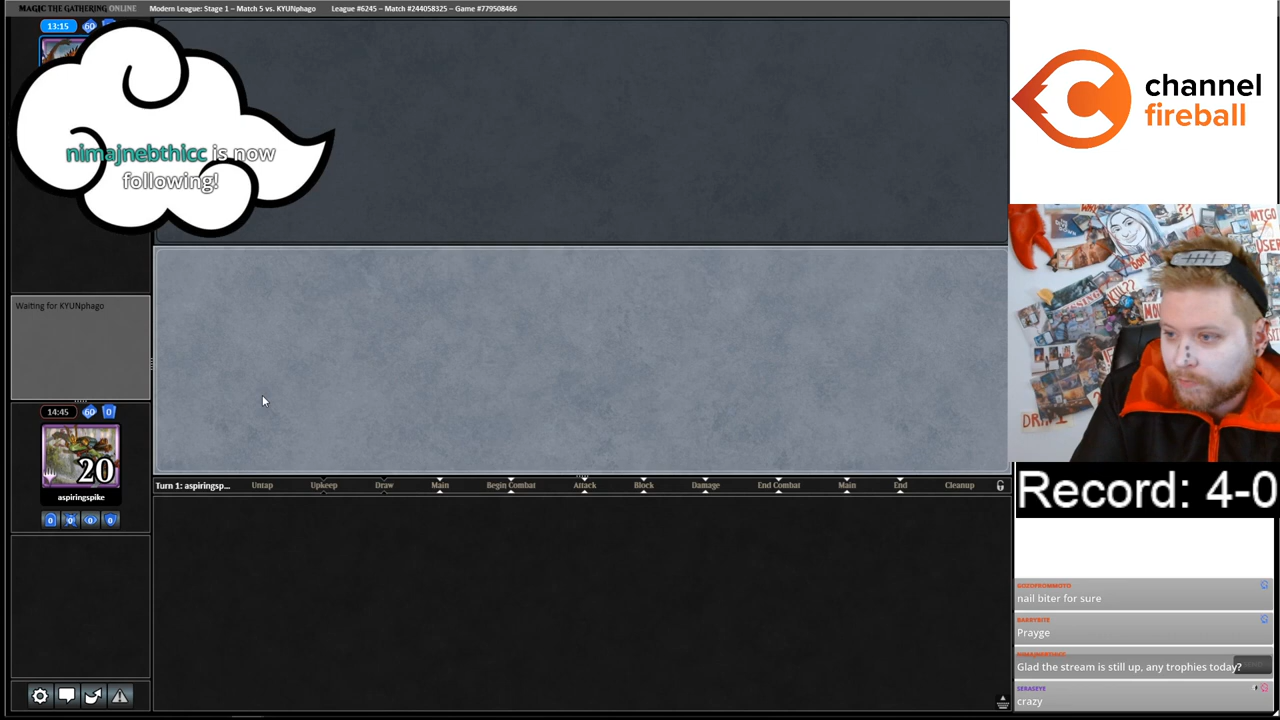 MAGIC THE GATHERING ONLINE Modern League: Stage 1 – Match 5 vs. KYUNphago League #6245 – Match #244058325 – Game #779508466
13:15 60
nimajnebthicc is now
following!
channel
fireball
MTGO
USER
Waiting for KYUNphago
14:45 60 0
20
aspiringspike
0 0 0 0
Turn 1: aspiringsp... Untap Upkeep Draw Main Begin Combat Attack Block Damage End Combat Main End Cleanup
Record: 4-0
GOZOFROMMOTO
nail biter for sure
BARRYBITE
Prayge
Glad the stream is still up, any trophies today?
SERASEYE
crazy